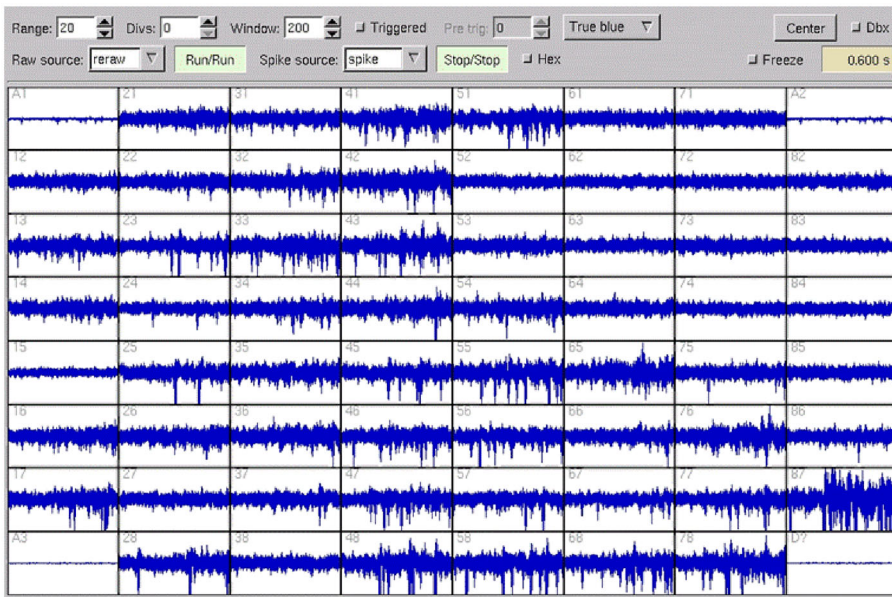 Range: 20 Divs: 0 Window: 200 Triggered Pre trig: 0 True blue Center Dbx
Raw source: reraw Run/Run Spike source: spike Stop/Stop Hex Freeze 0.600 s
A1 21 31 41 51 61 71 A2
12 22 32 42 52 62 72 82
13 23 33 43 53 63 73 83
14 24 34 44 54 64 74 84
15 25 35 45 55 65 75 85
16 26 36 46 56 66 76 86
17 27 37 47 57 67 77 87
A3 28 38 48 58 68 78 D?